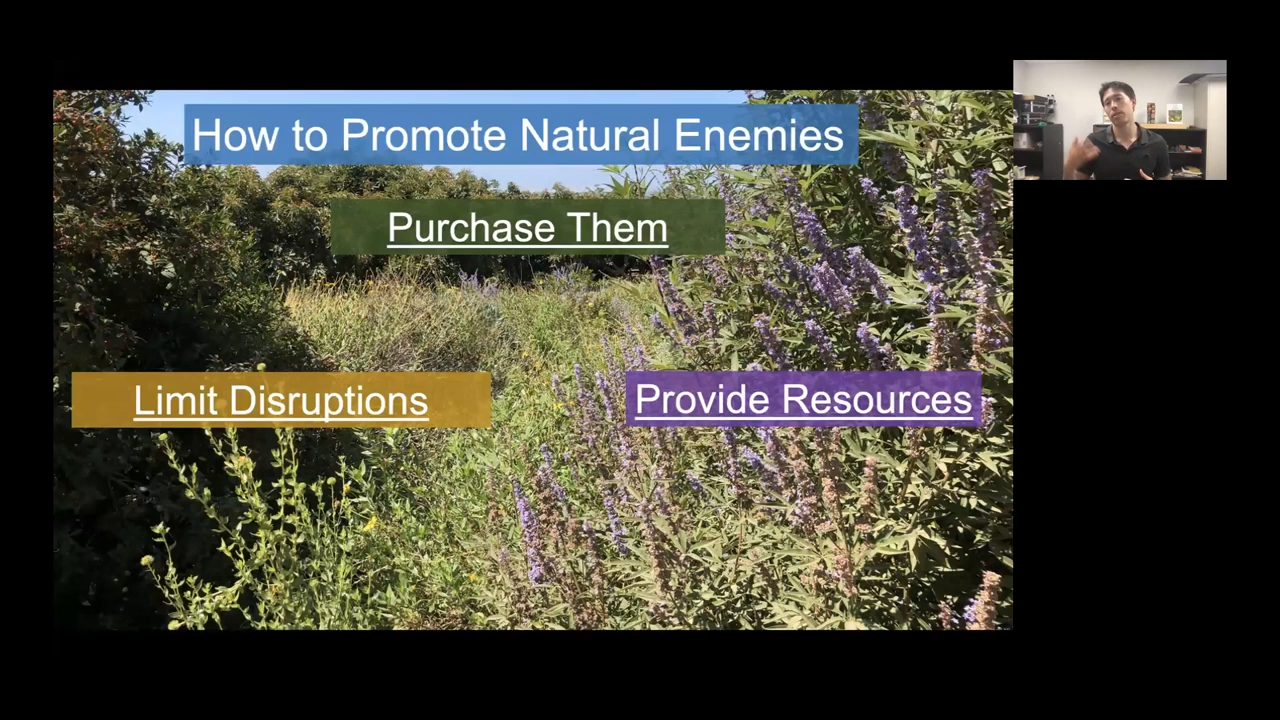 How to Promote Natural Enemies
Purchase Them
Limit Disruptions
Provide Resources